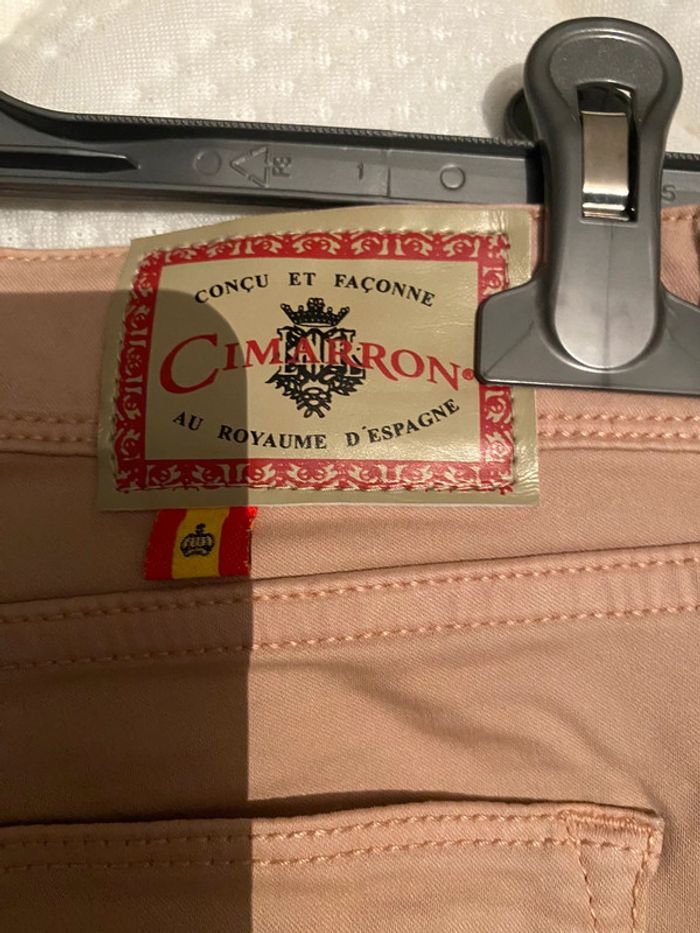 CONÇU ET FAÇONNE
CIMARRON®
AU ROYAUME D'ESPAGNE